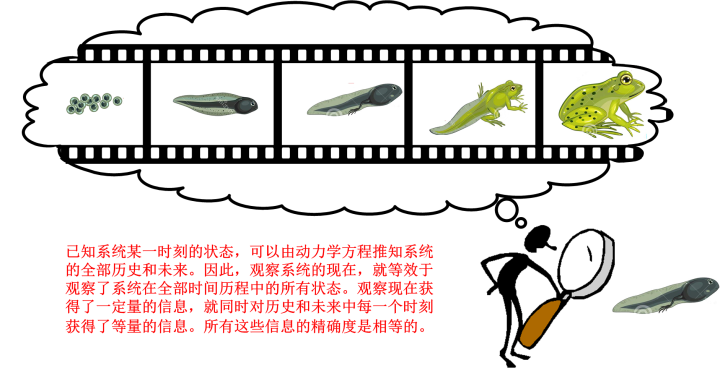 已知系统某一时刻的状态，可以由动力学方程推知系统
的全部历史和未来。因此，观察系统的现在，就等效于
观察了系统在全部时间历程中的所有状态。观察现在获
得了一定量的信息，就同时对历史和未来中每一个时刻
获得了等量的信息。所有这些信息的精确度是相等的。